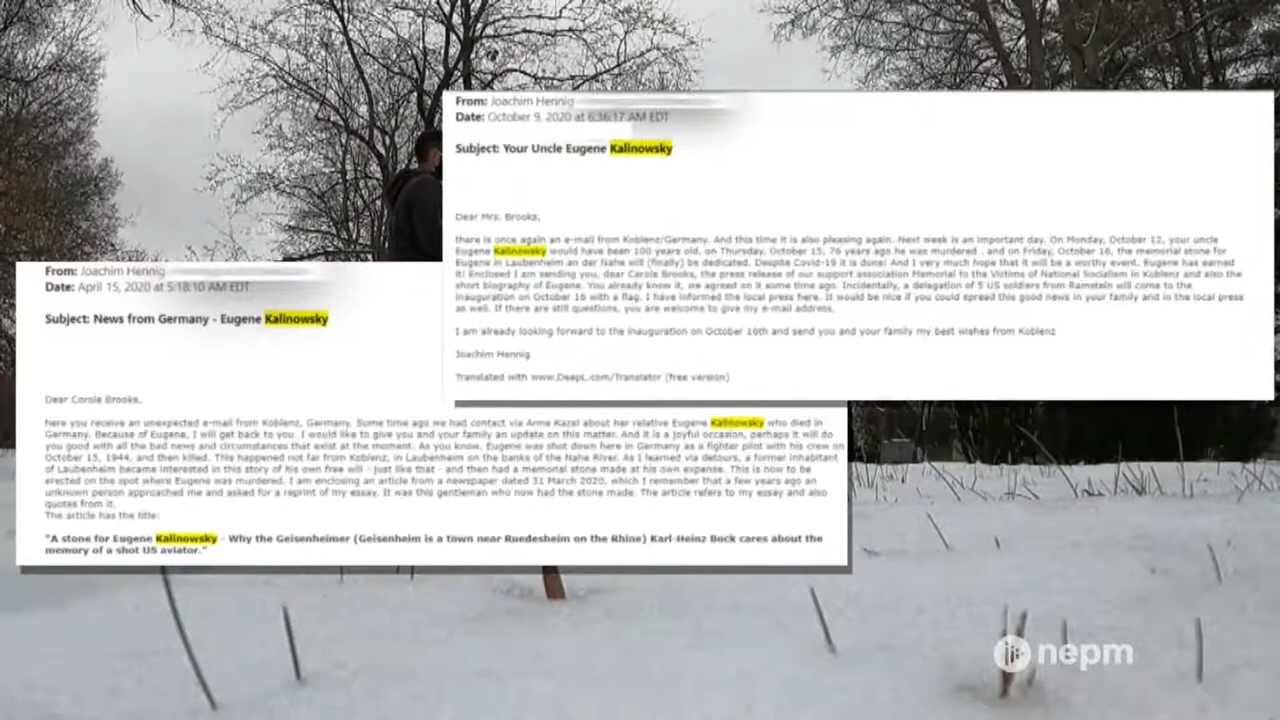 From: Joachim Hennig
Date: October 9, 2020 at 6:36:17 AM EDT
Subject: Your Uncle Eugene Kalinowsky
Dear Mrs. Brooks,
there is once again an e-mail from Koblenz/Germany. And this time it is also pleasing again. Next week is an important day. On Monday, October 12, your uncle
Eugene Kalinowsky would have been 100 years old, on Thursday, October 15, 76 years ago he was murdered . and on Friday, October 16, the memorial stone for
Eugene in Laubenheim an der Nahe will (finally) be dedicated. Despite Covid-19 it is done! And I very much hope that it will be a worthy event. Eugene has earned
it! Enclosed I am sending you, dear Carole Brooks, the press release of our support association Memorial to the Victims of National Socialism in Koblenz and also the
short biography of Eugene. You already know it, we agreed on it some time ago. Incidentally, a delegation of 5 US soldiers from Ramstein will come to the
inauguration on October 16 with a flag. I have informed the local press here. It would be nice if you could spread this good news in your family and in the local press
as well. If there are still questions, you are welcome to give my e-mail address.
I am already looking forward to the inauguration on October 16th and send you and your family my best wishes from Koblenz
Joachim Hennig
Translated with www.DeepL.com/Translator (free version)
From: Joachim Hennig
Date: April 15, 2020 at 5:18:10 AM EDT
Subject: News from Germany - Eugene Kalinowsky
Dear Carole Brooks,
here you receive an unexpected e-mail from Koblenz, Germany. Some time ago we had contact via Arme Kazel about her relative Eugene Kalinowsky who died in
Germany. Because of Eugene, I will get back to you. I would like to give you and your family an update on this matter. And it is a joyful occasion, perhaps it will do
you good with all the bad news and circumstances that exist at the moment. As you know, Eugene was shot down here in Germany as a fighter pilot with his crew on
October 15, 1944, and then killed. This happened not far from Koblenz, in Laubenheim on the banks of the Nahe River. As I learned via detours, a former inhabitant
of Laubenheim became interested in this story of his own free will - just like that - and then had a memorial stone made at his own expense. This is now to be
erected on the spot where Eugene was murdered. I am enclosing an article from a newspaper dated 31 March 2020, which I remember that a few years ago an
unknown person approached me and asked for a reprint of my essay. It was this gentleman who now had the stone made. The article refers to my essay and also
quotes from it.
The article has the title:
"A stone for Eugene Kalinowsky - Why the Geisenheimer (Geisenheim is a town near Ruedesheim on the Rhine) Karl-Heinz Bock cares about the
memory of a shot US aviator."
nepm